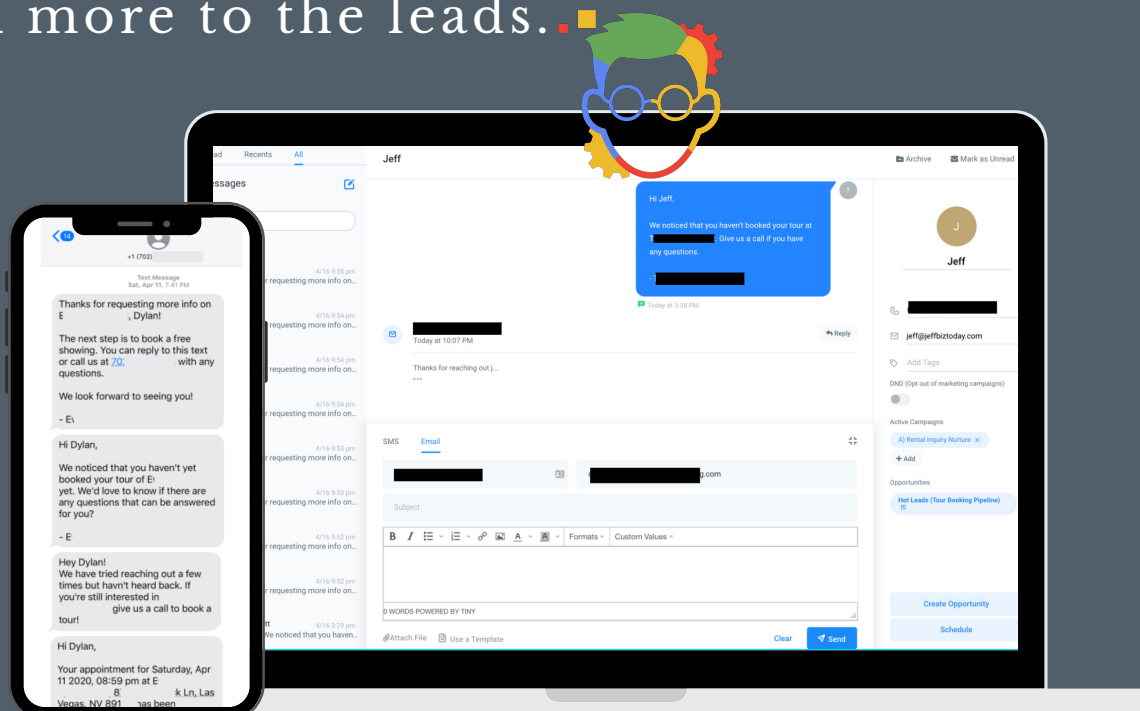 more to the leads.
Recents All
Jeff
Archive Mark as Unread
Hi Jeff,
We noticed that you haven't booked your tour at
. Give us a call if you have
any questions.
Today at 3:38 PM
Today at 10:07 PM
Reply
Thanks for reaching out j...
•••
SMS Email
.com
Subject
B I A A Formats Custom Values
0 WORDS POWERED BY TINY
Attach File Use a Template
Clear Send
J
Jeff
jeff@jeffbiztoday.com
Add Tags
DND (Opt out of marketing campaigns)
Active Campaigns
A) Rental Inquiry Nurture ×
+ Add
Opportunities
Hot Leads (Tour Booking Pipeline)
Create Opportunity
Schedule
4/16 9:55 pm
requesting more info on...
4/16 9:54 pm
requesting more info on...
4/16 9:54 pm
requesting more info on...
4/16 9:54 pm
requesting more info on...
4/16 9:53 pm
requesting more info on...
4/16 9:53 pm
requesting more info on...
4/16 9:52 pm
requesting more info on...
4/16 9:52 pm
requesting more info on...
4/16 3:29 pm
We noticed that you haven..
14
+1 (702)
Text Message
Sat, Apr 11, 7:41 PM
Thanks for requesting more info on
E , Dylan!
The next step is to book a free
showing. You can reply to this text
or call us at 70 with any
questions.
We look forward to seeing you!
Hi Dylan,
We noticed that you haven't yet
booked your tour of
yet. We'd love to know if there are
any questions that can be answered
for you?
- E
Hey Dylan!
We have tried reaching out a few
times but havn't heard back. If
you're still interested in
give us a call to book a
tour!
Hi Dylan,
Your appointment for Saturday, Apr
11 2020, 08:59 pm at E
8 k Ln, Las
Vegas, NV 891 has been